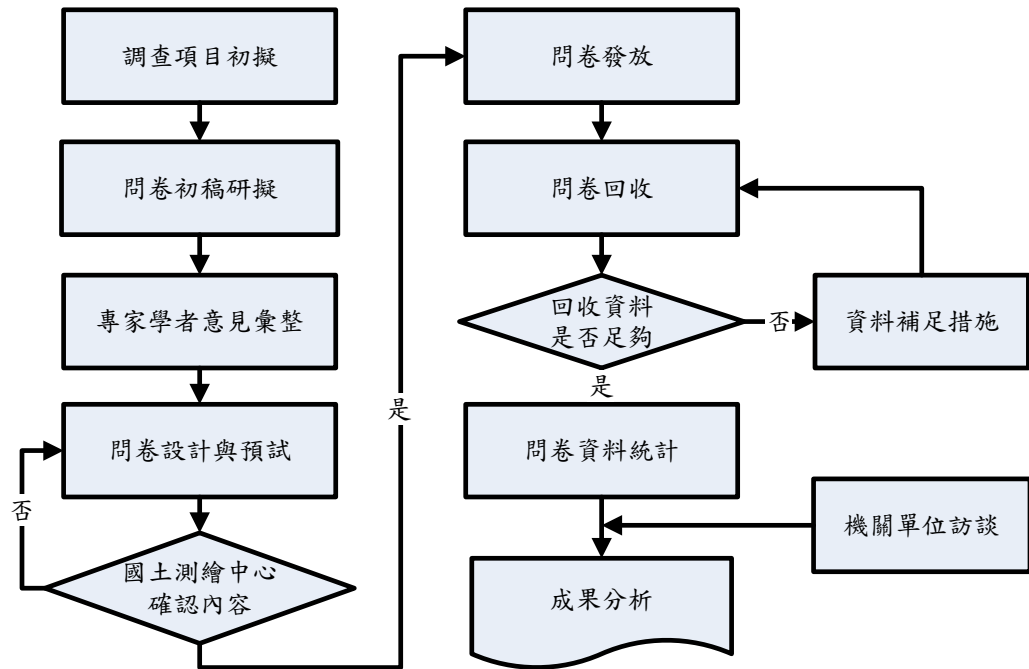 調查項目初擬
問卷初稿研擬
專家學者意見彙整
問卷設計與預試
否
國土測繪中心
確認內容
是
問卷發放
問卷回收
回收資料
是否足夠
否
資料補足措施
是
問卷資料統計
機關單位訪談
成果分析